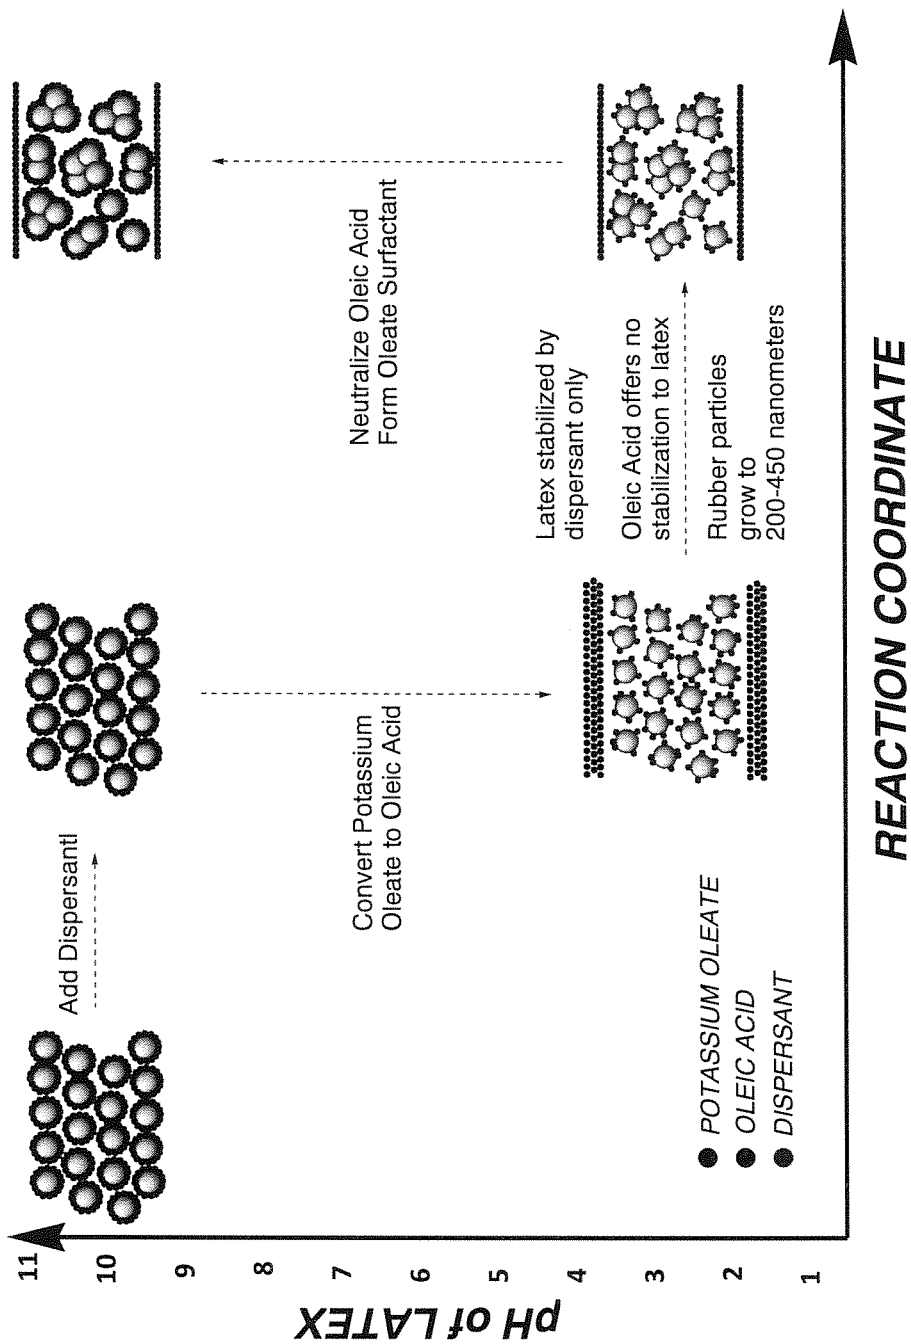 pH of LATEX
11
10
9
8
7
6
5
4
3
2
1
Add Dispersantl
Convert Potassium
Oleate to Oleic Acid
Neutralize Oleic Acid
Form Oleate Surfactant
Latex stabilized by
dispersant only
Oleic Acid offers no
stabilization to latex
Rubber particles
grow to
200-450 nanometers
POTASSIUM OLEATE
OLEIC ACID
DISPERSANT
REACTION COORDINATE